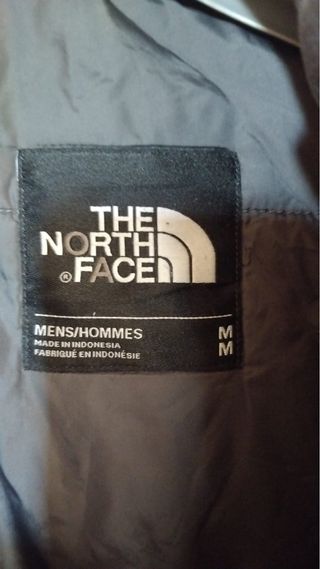 THE
NORTH
® FACE
MENS/HOMMES M
MADE IN INDONESIA M
FABRIQUÉ EN INDONÉSIE